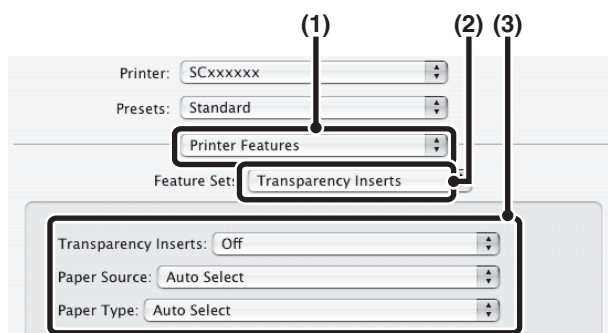 (1) (2) (3)
Printer: SCxxxxxx
Presets: Standard
Printer Features
Feature Set: Transparency Inserts
Transparency Inserts: Off
Paper Source: Auto Select
Paper Type: Auto Select